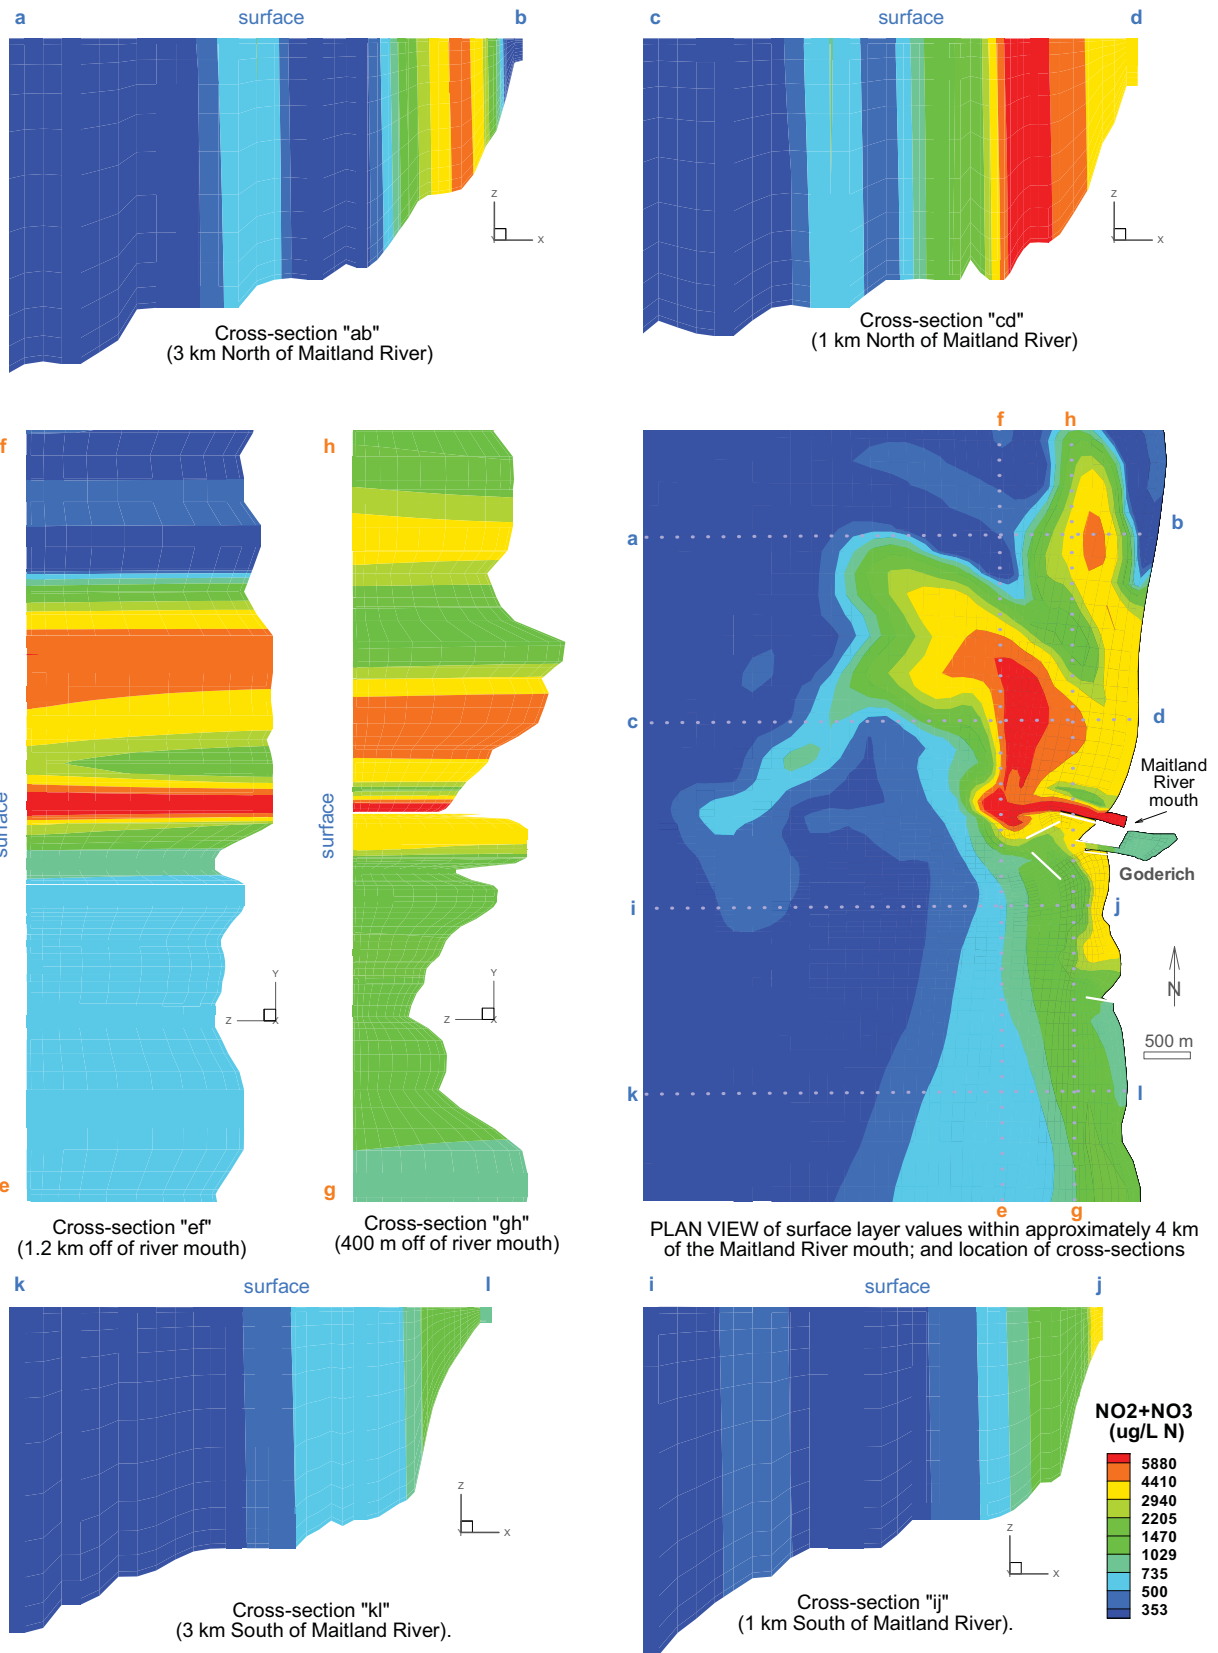 a surface b
c surface d
Z
X
Y
Z
X
Y
Cross-section "ab"
(3 km North of Maitland River)
Cross-section "cd"
(1 km North of Maitland River)
f
surface
e
Y
Z
X
Cross-section "ef"
(1.2 km off of river mouth)
h
surface
g
Y
Z
X
Cross-section "gh"
(400 m off of river mouth)
f h
a b
c d
Maitland
River
mouth
Goderich
i j
N
500 m
k l
e g
PLAN VIEW of surface layer values within approximately 4 km
of the Maitland River mouth; and location of cross-sections
k surface l
Z
X
Y
Cross-section "kl"
(3 km South of Maitland River).
i surface j
Z
X
Y
Cross-section "ij"
(1 km South of Maitland River).
NO2+NO3
(ug/L N)
5880
4410
2940
2205
1470
1029
735
500
353